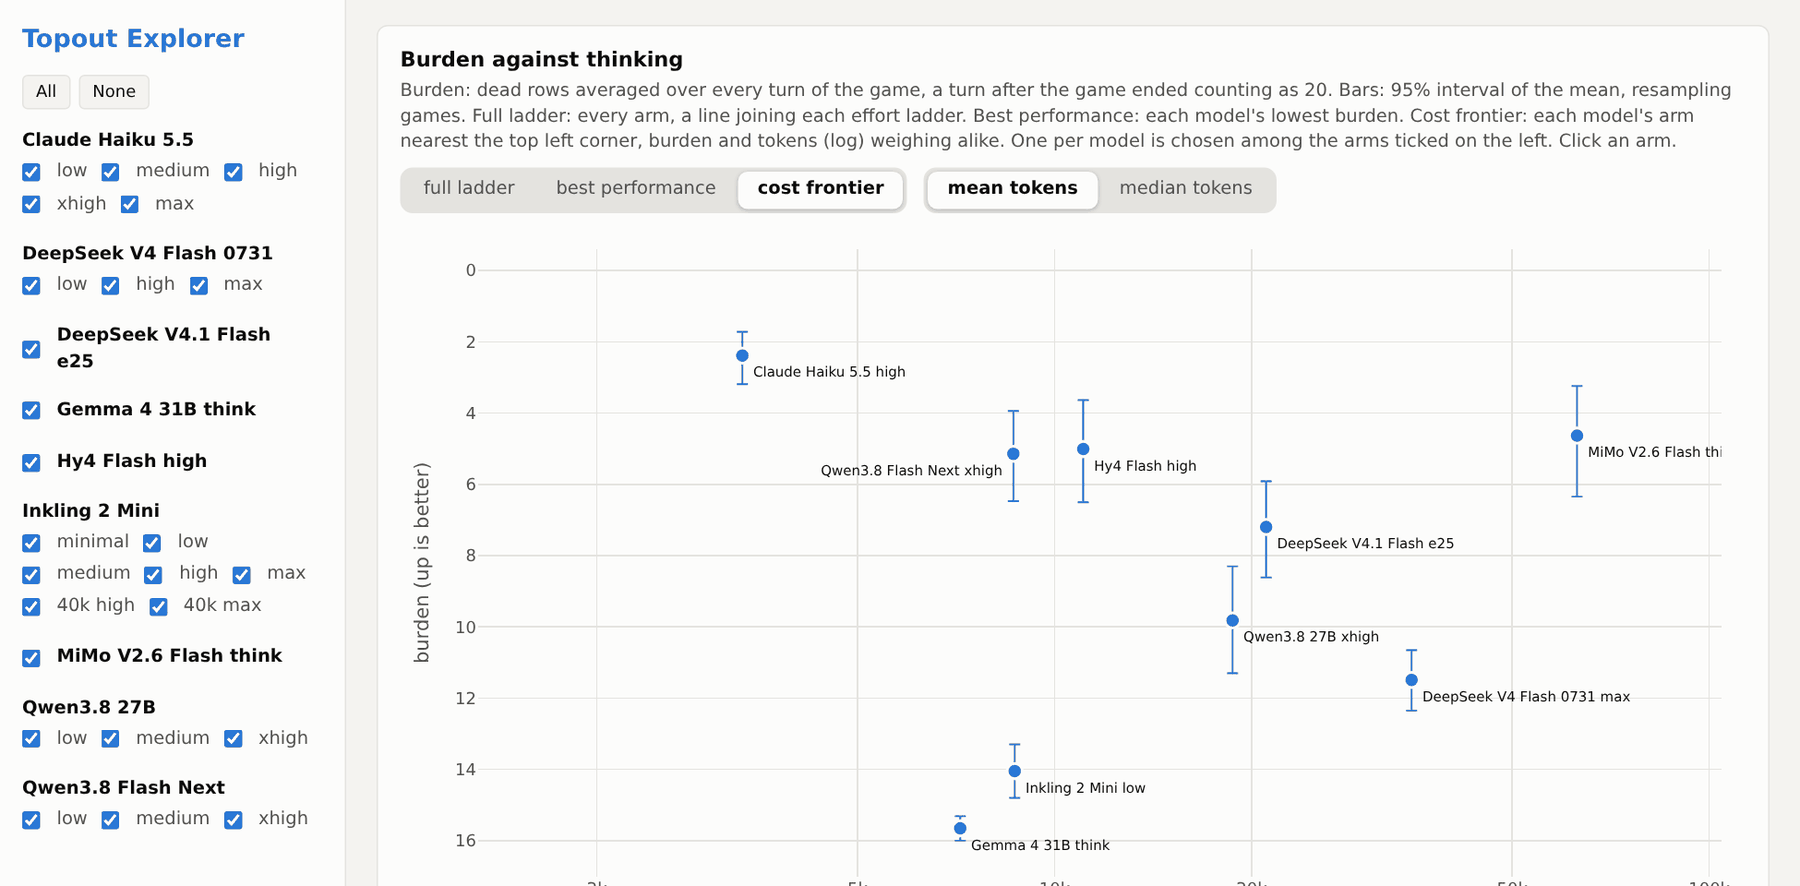 Topout Explorer
All None
Claude Haiku 5.5
low medium high
xhigh max
DeepSeek V4 Flash 0731
low high max
DeepSeek V4.1 Flash
e25
Gemma 4 31B think
Hy4 Flash high
Inkling 2 Mini
minimal low
medium high max
40k high 40k max
MiMo V2.6 Flash think
Qwen3.8 27B
low medium xhigh
Qwen3.8 Flash Next
low medium xhigh
Burden against thinking
Burden: dead rows averaged over every turn of the game, a turn after the game ended counting as 20. Bars: 95% interval of the mean, resampling
games. Full ladder: every arm, a line joining each effort ladder. Best performance: each model's lowest burden. Cost frontier: each model's arm
nearest the top left corner, burden and tokens (log) weighing alike. One per model is chosen among the arms ticked on the left. Click an arm.
full ladder best performance cost frontier mean tokens median tokens
burden (up is better)
0
2
4
6
8
10
12
14
16
Claude Haiku 5.5 high
MiMo V2.6 Flash thi
Hy4 Flash high
Qwen3.8 Flash Next xhigh
DeepSeek V4.1 Flash e25
Qwen3.8 27B xhigh
DeepSeek V4 Flash 0731 max
Inkling 2 Mini low
Gemma 4 31B think